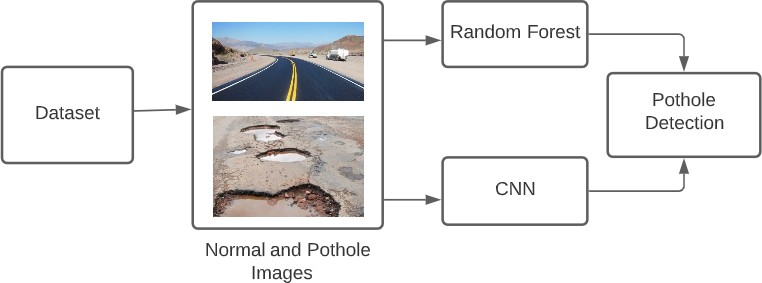 Dataset
Normal and Pothole
Images
Random Forest
CNN
Pothole
Detection